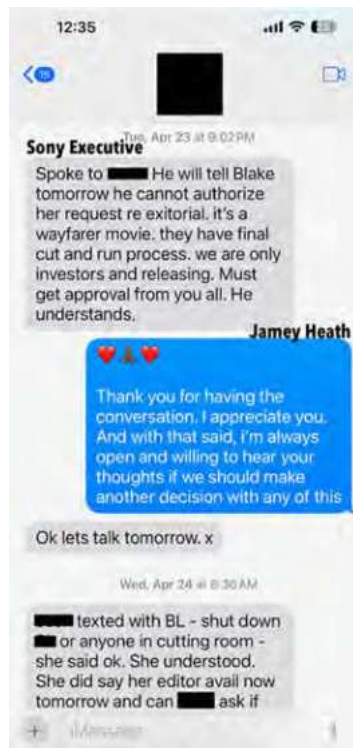 12:35
15
Tue, Apr 23 at 9:02 PM
Sony Executive
Spoke to He will tell Blake
tomorrow he cannot authorize
her request re exitorial. it's a
wayfarer movie. they have final
cut and run process. we are only
investors and releasing. Must
get approval from you all. He
understands.
Jamey Heath
Thank you for having the
conversation. I appreciate you.
And with that said, i'm always
open and willing to hear your
thoughts if we should make
another decision with any of this
Ok lets talk tomorrow. x
Wed, Apr 24 at 8:30 AM
texted with BL - shut down
or anyone in cutting room -
she said ok. She understood.
She did say her editor avail now
tomorrow and can ask if
iMessage